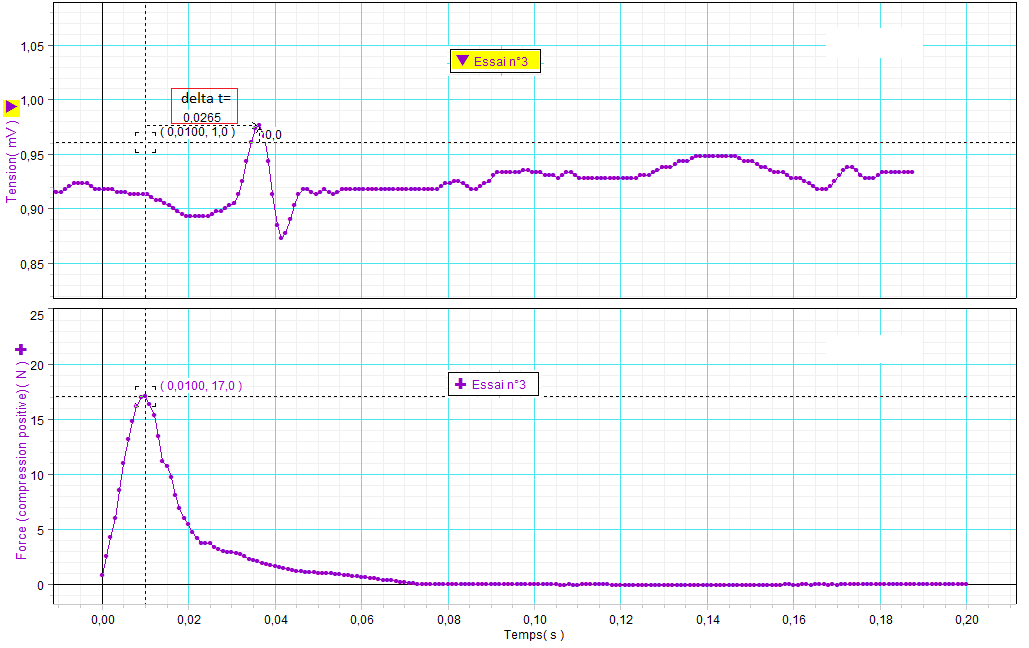 1,05
Essai n°3
1,00
delta t=
0,0265
( 0,0100, 1,0 )
0,0
0,95
0,90
0,85
Tension( mV )
25
20
( 0,0100, 17,0 )
Essai n°3
15
10
5
0
Force (compression positive)( N )
0,00 0,02 0,04 0,06 0,08 0,10 0,12 0,14 0,16 0,18 0,20
Temps( s )